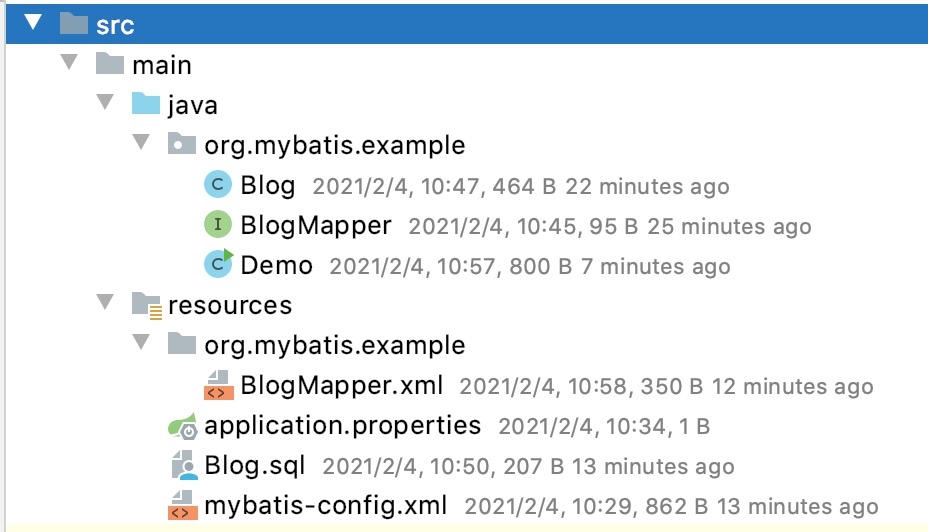 src
main
java
org.mybatis.example
C Blog 2021/2/4, 10:47, 464 B 22 minutes ago
I BlogMapper 2021/2/4, 10:45, 95 B 25 minutes ago
C Demo 2021/2/4, 10:57, 800 B 7 minutes ago
resources
org.mybatis.example
<> BlogMapper.xml 2021/2/4, 10:58, 350 B 12 minutes ago
application.properties 2021/2/4, 10:34, 1 B
Blog.sql 2021/2/4, 10:50, 207 B 13 minutes ago
<> mybatis-config.xml 2021/2/4, 10:29, 862 B 13 minutes ago